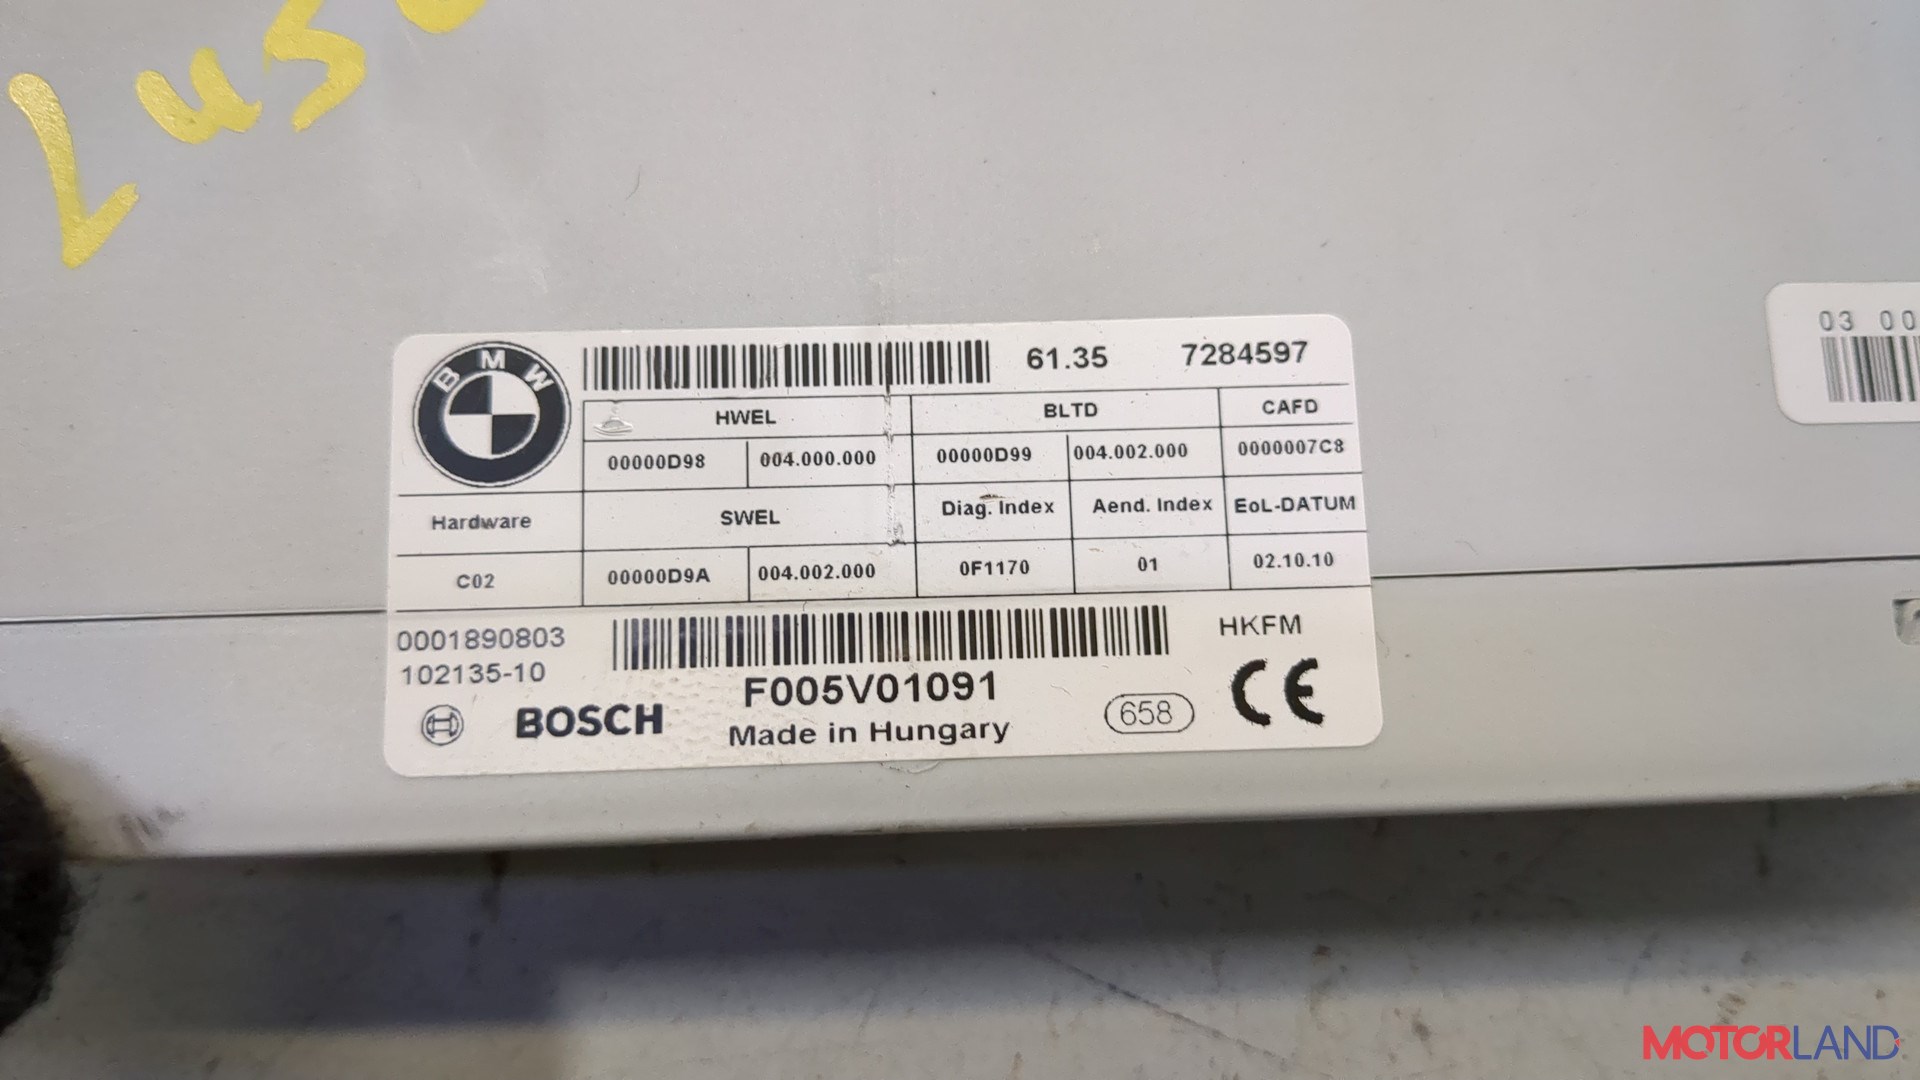 BMW
61.35 7284597
HWEL BLTD CAFD
00000D98 004.000.000 00000D99 004.002.000 0000007C8
Hardware SWEL Diag. Index Aend. Index EoL-DATUM
C02 00000D9A 004.002.000 0F1170 01 02.10.10
0001890803
102135-10
HKFM
F005V01091
BOSCH
Made in Hungary
658
CE
03 00
MOTORLAND